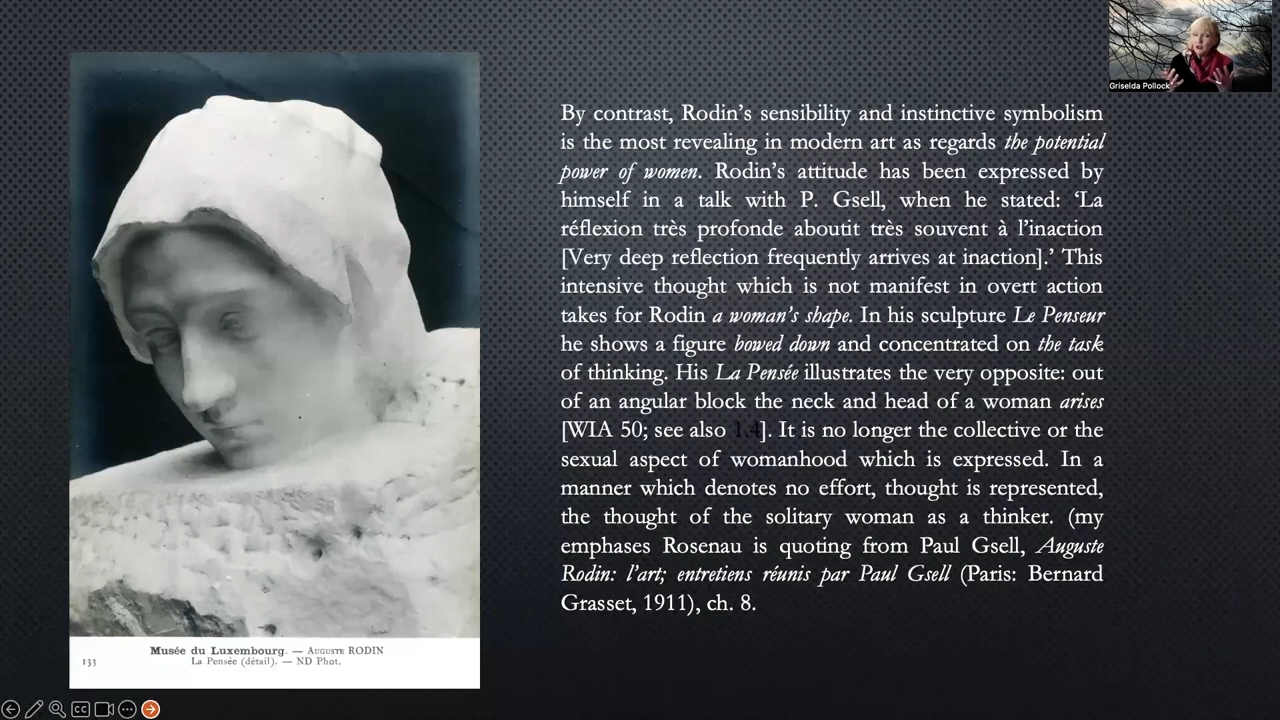 Griselda Pollock
By contrast, Rodin’s sensibility and instinctive symbolism
is the most revealing in modern art as regards the potential
power of women. Rodin’s attitude has been expressed by
himself in a talk with P. Gsell, when he stated: ‘La
réflexion très profonde aboutit très souvent à l’inaction
[Very deep reflection frequently arrives at inaction].’ This
intensive thought which is not manifest in overt action
takes for Rodin a woman’s shape. In his sculpture Le Penseur
he shows a figure bowed down and concentrated on the task
of thinking. His La Pensée illustrates the very opposite: out
of an angular block the neck and head of a woman arises
[WIA 50; see also 1.4]. It is no longer the collective or the
sexual aspect of womanhood which is expressed. In a
manner which denotes no effort, thought is represented,
the thought of the solitary woman as a thinker. (my
emphases Rosenau is quoting from Paul Gsell, Auguste
Rodin: l’art; entretiens réunis par Paul Gsell (Paris: Bernard
Grasset, 1911), ch. 8.
Musée du Luxembourg. — Auguste RODIN
133 La Pensée (détail). — ND Phot.
CC